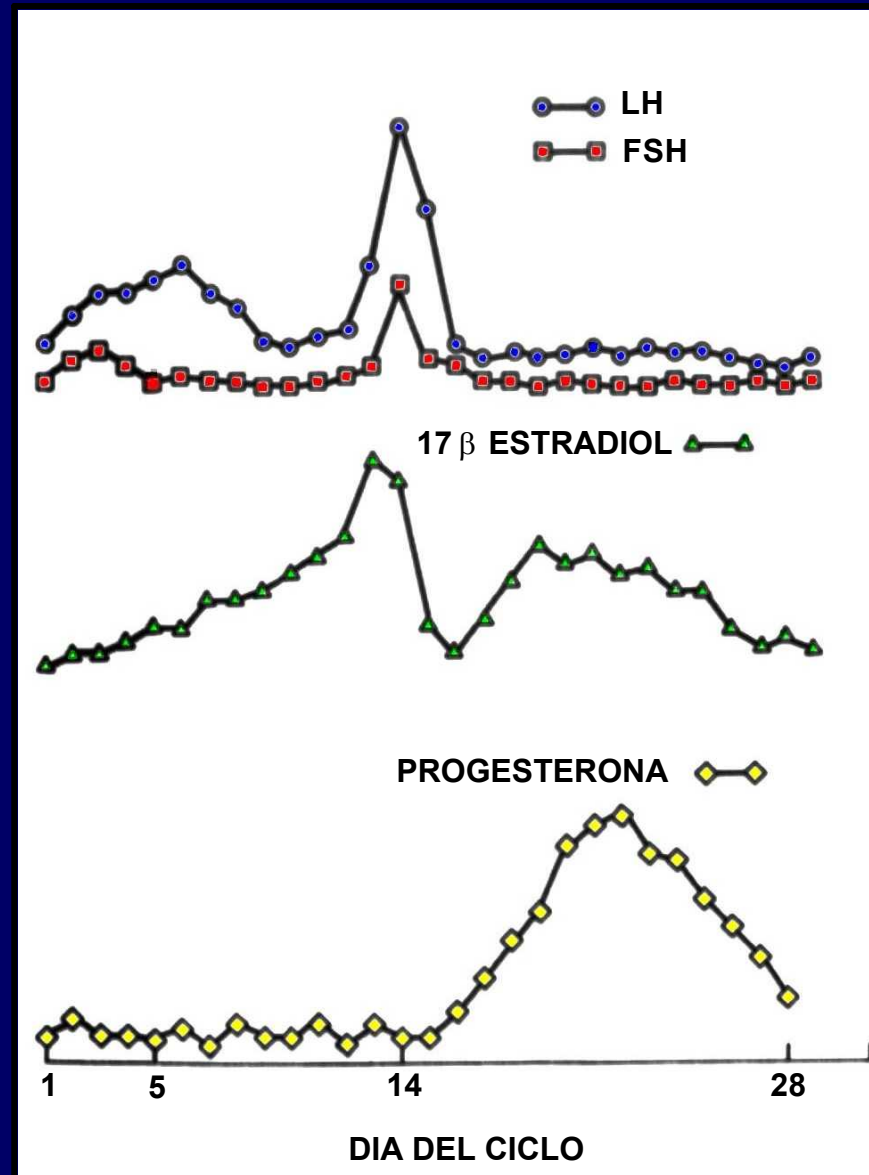 LH
FSH
17 β ESTRADIOL
PROGESTERONA
1 5 14 28
DIA DEL CICLO